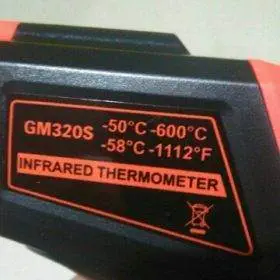 GM320S -50°C -600°C
-58°C -1112°F
INFRARED THERMOMETER